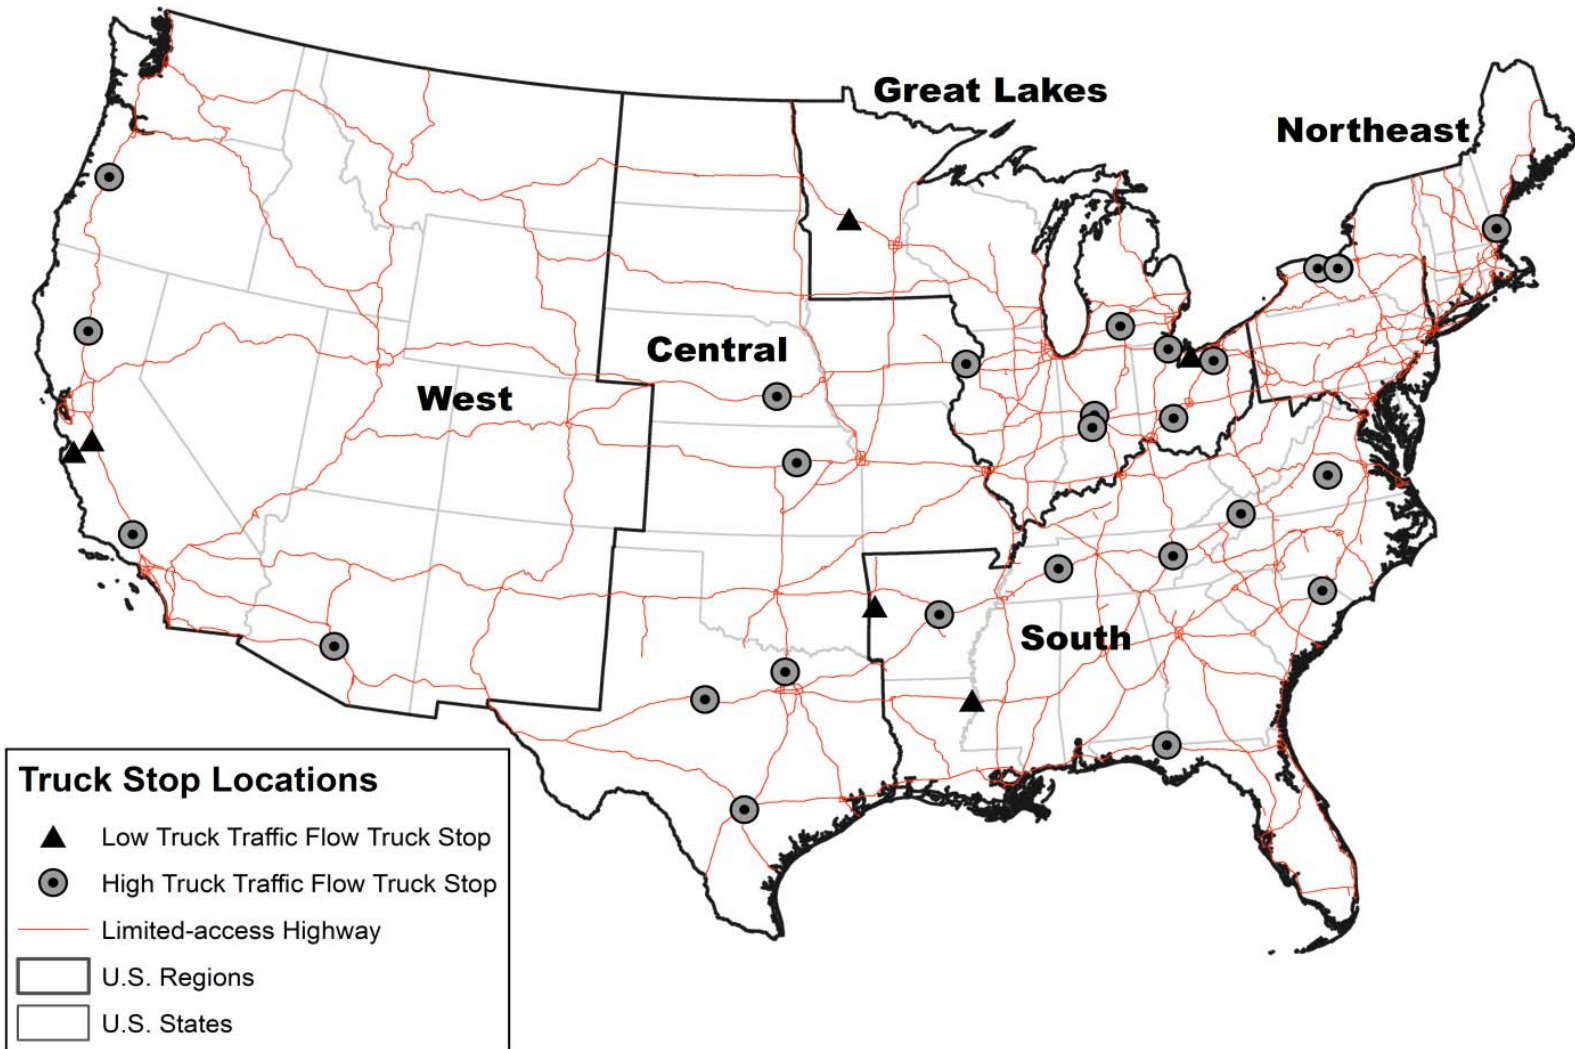 Great Lakes
Northeast
Central
West
South
Truck Stop Locations
Low Truck Traffic Flow Truck Stop
High Truck Traffic Flow Truck Stop
Limited-access Highway
U.S. Regions
U.S. States